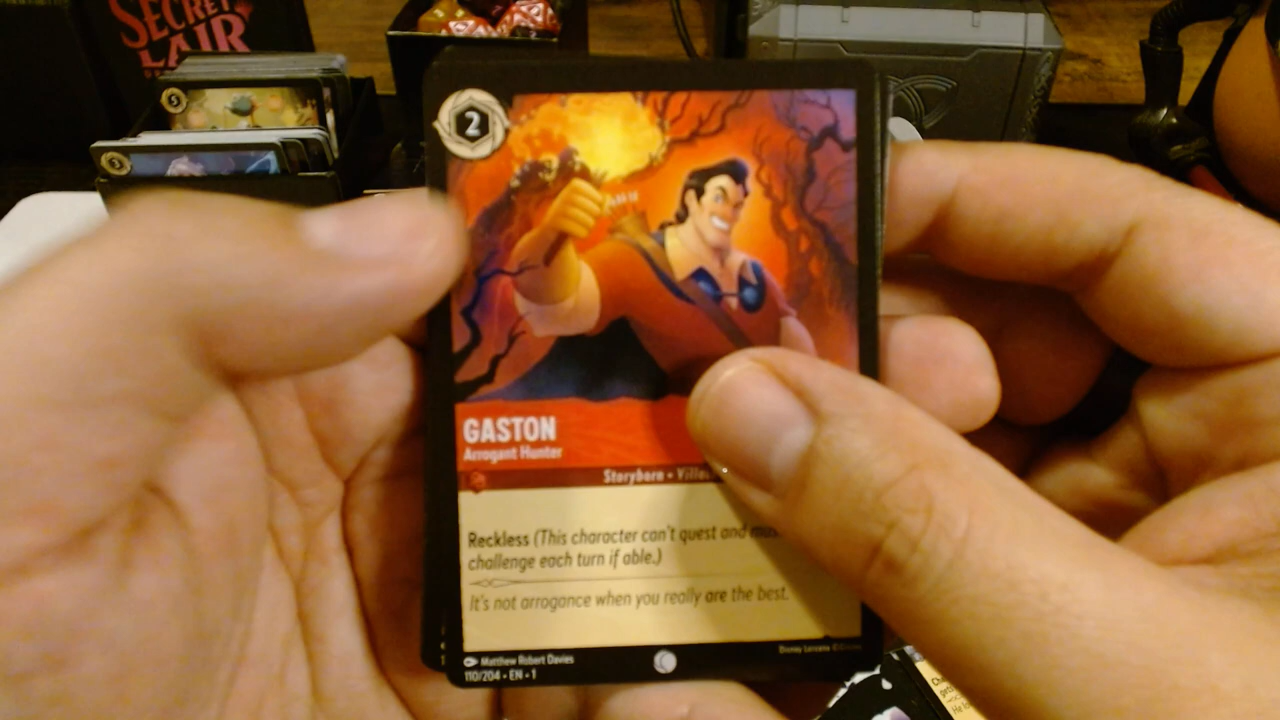 SECRET
LAIR
5
3
2
GASTON
Arrogant Hunter
Storyborn •
Reckless (This character can't quest and
challenge each turn if able.)
It's not arrogance when you really are the best.
Matthew Robert Davies
Disney Lorcana ©Disney
110/204 • EN • 1